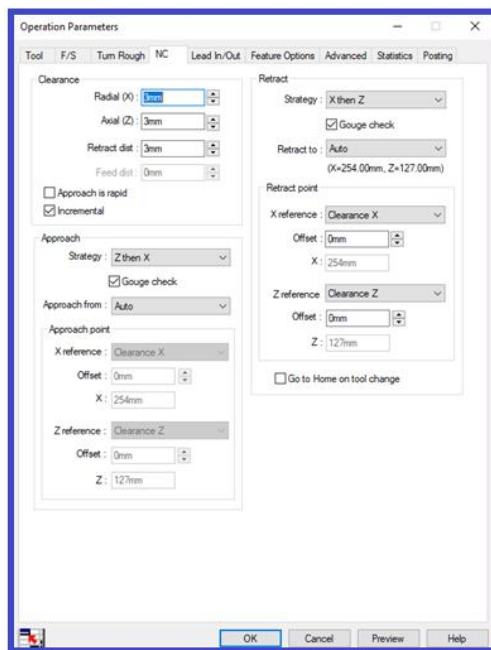 Operation Parameters
Tool F/S Turn Rough NC Lead In/Out Feature Options Advanced Statistics Posting
Clearance
Radial (X) : 3mm
Axial (Z) : 3mm
Retract dist : 3mm
Feed dist : 0mm
Approach is rapid
Incremental
Approach
Strategy : Z then X
Gouge check
Approach from : Auto
Approach point
X reference : Clearance X
Offset : 0mm
X : 254mm
Z reference : Clearance Z
Offset : 0mm
Z : 127mm
Retract
Strategy : X then Z
Gouge check
Retract to : Auto
(X=254.00mm, Z=127.00mm)
Retract point
X reference : Clearance X
Offset : 0mm
X : 254mm
Z reference Clearance Z
Offset : 0mm
Z : 127mm
Go to Home on tool change
OK Cancel Preview Help